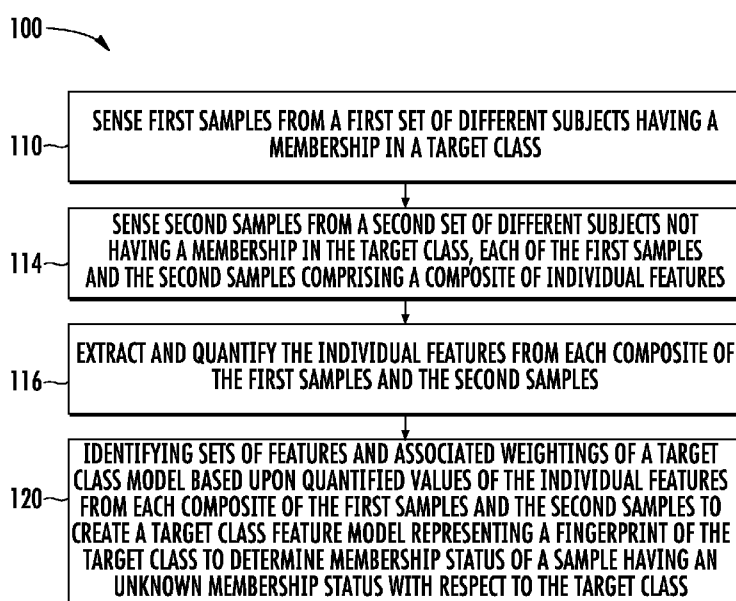 100
110
SENSE FIRST SAMPLES FROM A FIRST SET OF DIFFERENT SUBJECTS HAVING A
MEMBERSHIP IN A TARGET CLASS
114
SENSE SECOND SAMPLES FROM A SECOND SET OF DIFFERENT SUBJECTS NOT
HAVING A MEMBERSHIP IN THE TARGET CLASS, EACH OF THE FIRST SAMPLES
AND THE SECOND SAMPLES COMPRISING A COMPOSITE OF INDIVIDUAL FEATURES
116
EXTRACT AND QUANTIFY THE INDIVIDUAL FEATURES FROM EACH COMPOSITE OF
THE FIRST SAMPLES AND THE SECOND SAMPLES
120
IDENTIFYING SETS OF FEATURES AND ASSOCIATED WEIGHTINGS OF A TARGET
CLASS MODEL BASED UPON QUANTIFIED VALUES OF THE INDIVIDUAL FEATURES
FROM EACH COMPOSITE OF THE FIRST SAMPLES AND THE SECOND SAMPLES TO
CREATE A TARGET CLASS FEATURE MODEL REPRESENTING A FINGERPRINT OF THE
TARGET CLASS TO DETERMINE MEMBERSHIP STATUS OF A SAMPLE HAVING AN
UNKNOWN MEMBERSHIP STATUS WITH RESPECT TO THE TARGET CLASS